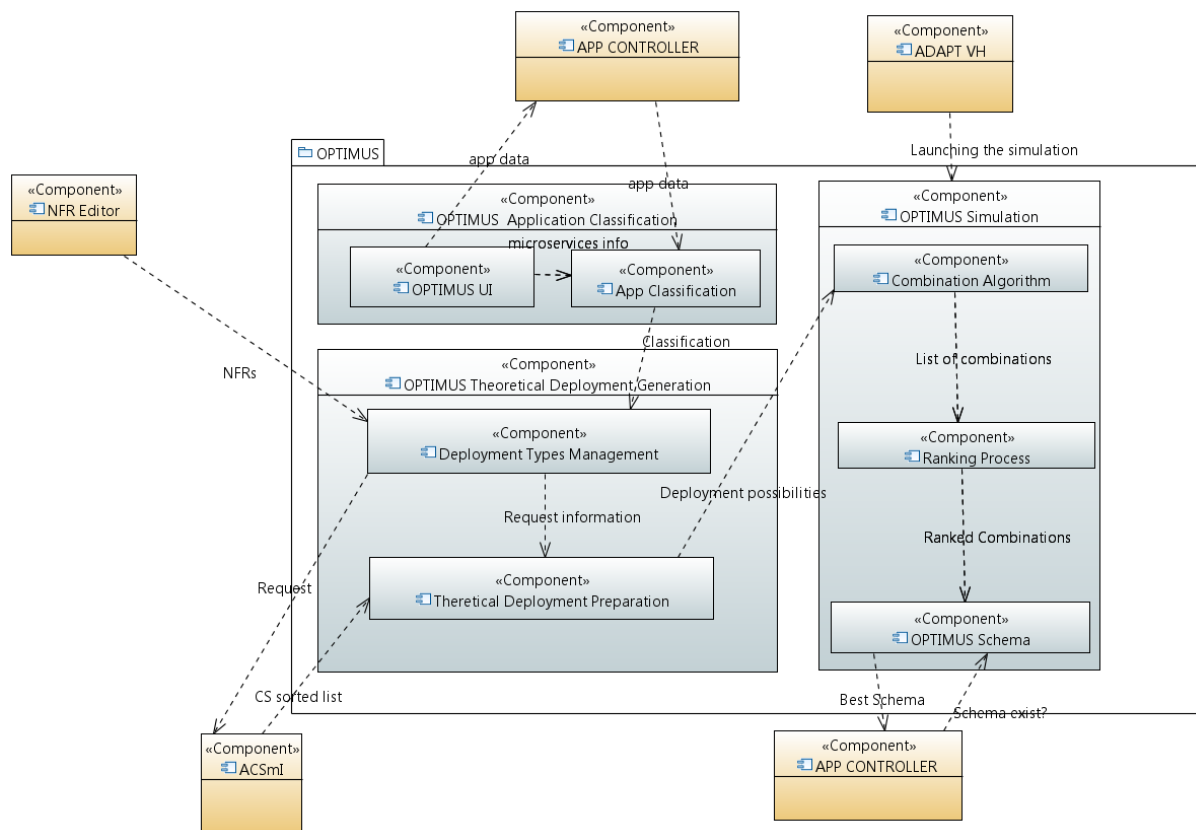 «Component»
APP CONTROLLER
«Component»
ADAPT VH
OPTIMUS
app data
Launching the simulation
«Component»
NFR Editor
app data
«Component»
OPTIMUS  Application Classification
microservices info
«Component»
OPTIMUS Simulation
«Component»
OPTIMUS UI
«Component»
App Classification
«Component»
Combination Algorithm
Classification
List of combinations
NFRs
«Component»
OPTIMUS Theoretical Deployment Generation
«Component»
Deployment Types Management
«Component»
Ranking Process
Deployment possibilities
Request information
Ranked Combinations
Request
«Component»
Theretical Deployment Preparation
«Component»
OPTIMUS Schema
CS sorted list
Best Schema
Schema exist?
«Component»
ACSmI
«Component»
APP CONTROLLER